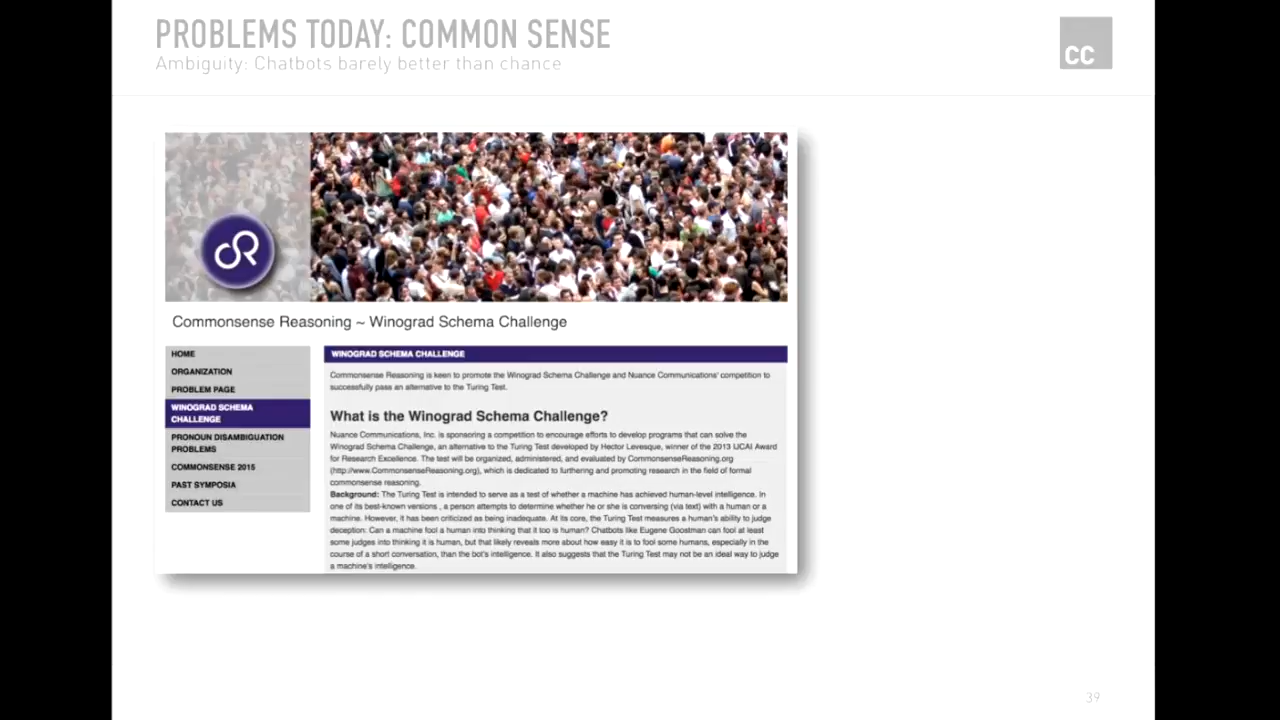 PROBLEMS TODAY: COMMON SENSE
Ambiguity: Chatbots barely better than chance
cc
Commonsense Reasoning ~ Winograd Schema Challenge
HOME
ORGANIZATION
PROBLEM PAGE
WINOGRAD SCHEMA
CHALLENGE
PRONOUN DISAMBIGUATION
PROBLEMS
COMMONSENSE 2015
PAST SYMPOSIA
CONTACT US
WINOGRAD SCHEMA CHALLENGE
Commonsense Reasoning is keen to promote the Winograd Schema Challenge and Nuance Communications' competition to
successfully pass an alternative to the Turing Test.
What is the Winograd Schema Challenge?
Nuance Communications, Inc. is sponsoring a competition to encourage efforts to develop programs that can solve the
Winograd Schema Challenge, an alternative to the Turing Test developed by Hector Levesque, winner of the 2013 IJCAI Award
for Research Excellence. The test will be organized, administered, and evaluated by CommonsenseReasoning.org
(http://www.CommonsenseReasoning.org), which is dedicated to furthering and promoting research in the field of formal
commonsense reasoning.
Background: The Turing Test is intended to serve as a test of whether a machine has achieved human-level intelligence. In
one of its best-known versions , a person attempts to determine whether he or she is conversing (via text) with a human or a
machine. However, it has been criticized as being inadequate. At its core, the Turing Test measures a human's ability to judge
deception: Can a machine fool a human into thinking that it too is human? Chatbots like Eugene Goostman can fool at least
some judges into thinking it is human, but that likely reveals more about how easy it is to fool some humans, especially in the
course of a short conversation, than the bot's intelligence. It also suggests that the Turing Test may not be an ideal way to judge
a machine's intelligence.
39